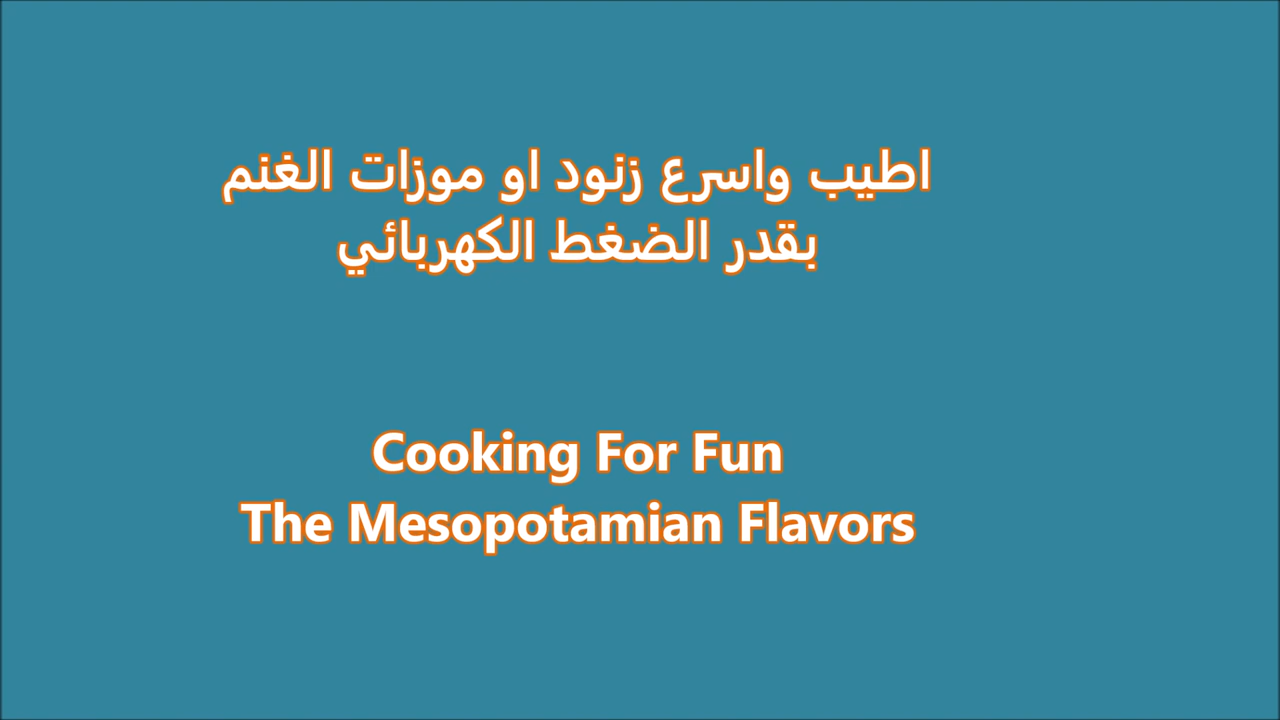 اطيب واسرع زنود او موزات الغنم
بقدر الضغط الكهربائي
Cooking For Fun
The Mesopotamian Flavors